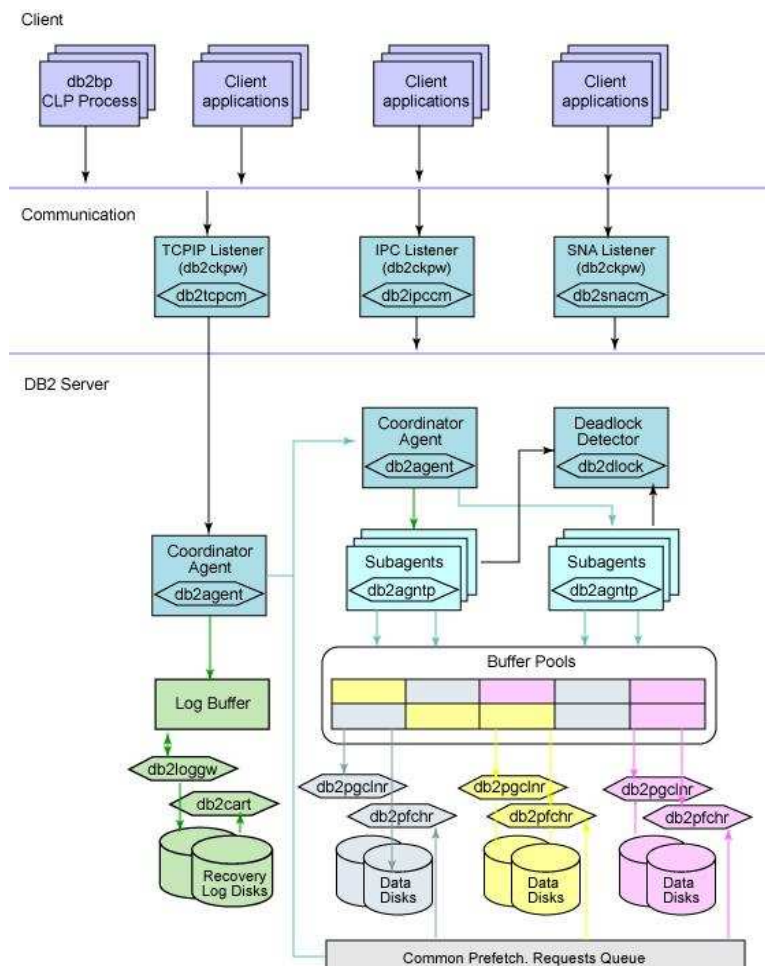 Client
db2bp
CLP Process
Client
applications
Client
applications
Client
applications
Communication
TCPIP Listener
(db2ckpw)
db2tcpcm
IPC Listener
(db2ckpw)
db2ipccm
SNA Listener
(db2ckpw)
db2snacm
DB2 Server
Coordinator
Agent
db2agent
Deadlock
Detector
db2dlock
Coordinator
Agent
db2agent
Subagents
db2agntp
Subagents
db2agntp
Buffer Pools
Log Buffer
db2loggw
db2cart
Recovery
Log Disks
db2pgclnr
db2pfchr
Data
Disks
db2pgclnr
db2pfchr
Data
Disks
db2pgclnr
db2pfchr
Data
Disks
Common Prefetch. Requests Queue